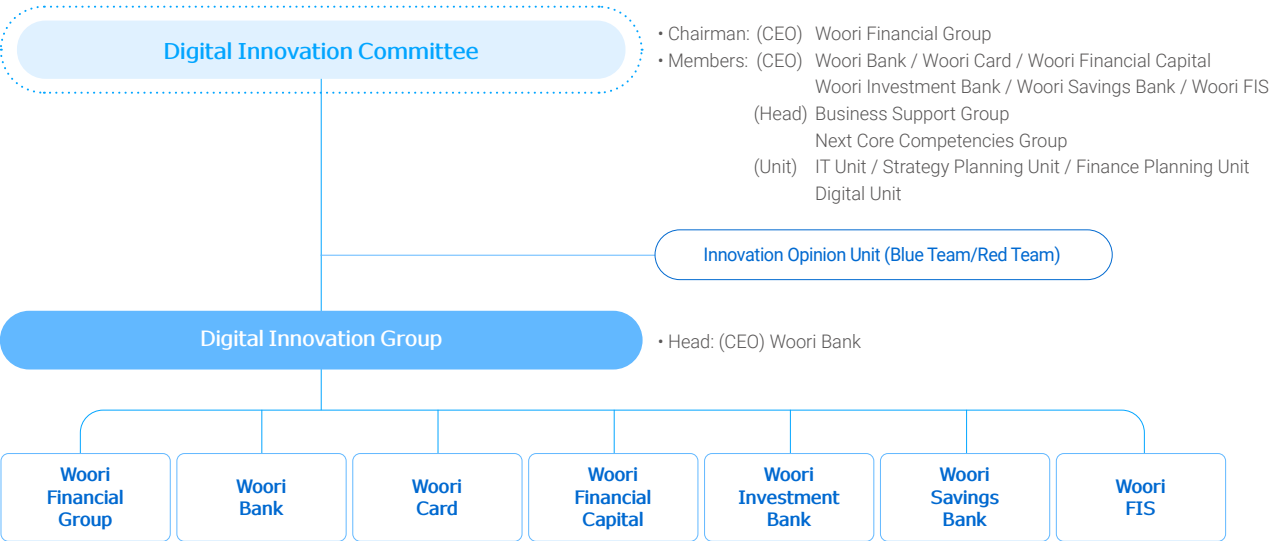 Digital Innovation Committee
• Chairman: (CEO) Woori Financial Group
• Members: (CEO) Woori Bank / Woori Card / Woori Financial Capital
Woori Investment Bank / Woori Savings Bank / Woori FIS
(Head) Business Support Group
Next Core Competencies Group
(Unit) IT Unit / Strategy Planning Unit / Finance Planning Unit
Digital Unit
Innovation Opinion Unit (Blue Team/Red Team)
Digital Innovation Group
• Head: (CEO) Woori Bank
Woori
Financial
Group
Woori
Bank
Woori
Card
Woori
Financial
Capital
Woori
Investment
Bank
Woori
Savings
Bank
Woori
FIS